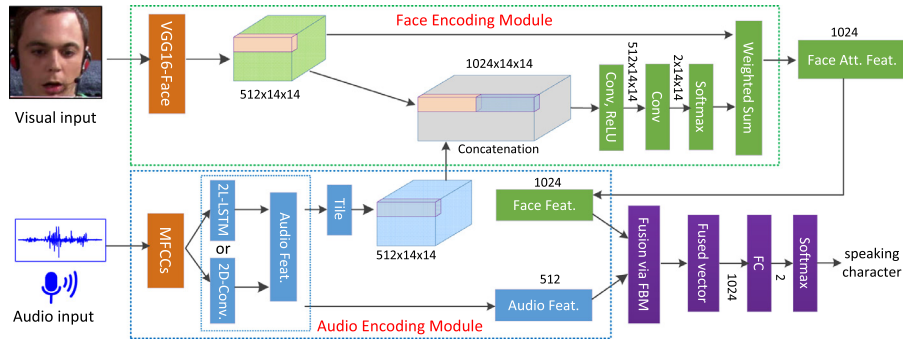 Face Encoding Module
VGG16-Face
512x14x14
1024x14x14
Concatenation
Conv, ReLU
512x14x14
Conv
2x14x14
Softmax
Weighted Sum
1024
Face Att. Feat.
Visual input
MFCCs
2L-LSTM
or
2D-Conv.
Audio Feat.
Tile
512x14x14
1024
Face Feat.
512
Audio Feat.
Fusion via
FBM
Fused vector
1024
FC
2
Softmax
speaking
character
Audio input
Audio Encoding Module